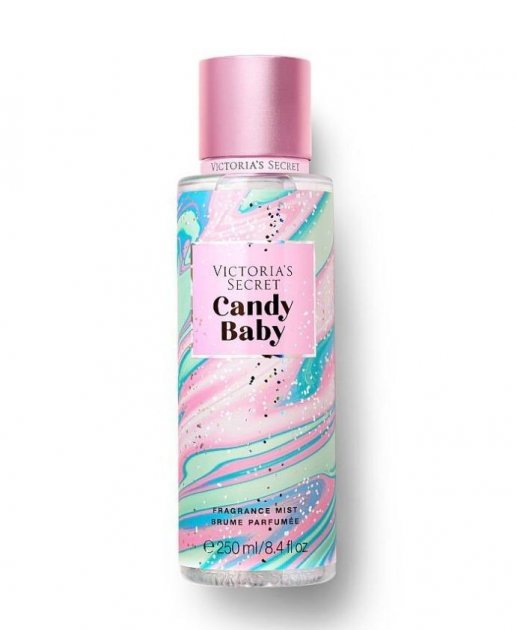 VICTORIA'S SECRET
VICTORIA'S
SECRET
Candy
Baby
FRAGRANCE MIST
BRUME PARFUMÉE
℮ 250 ml/8.4 fl oz